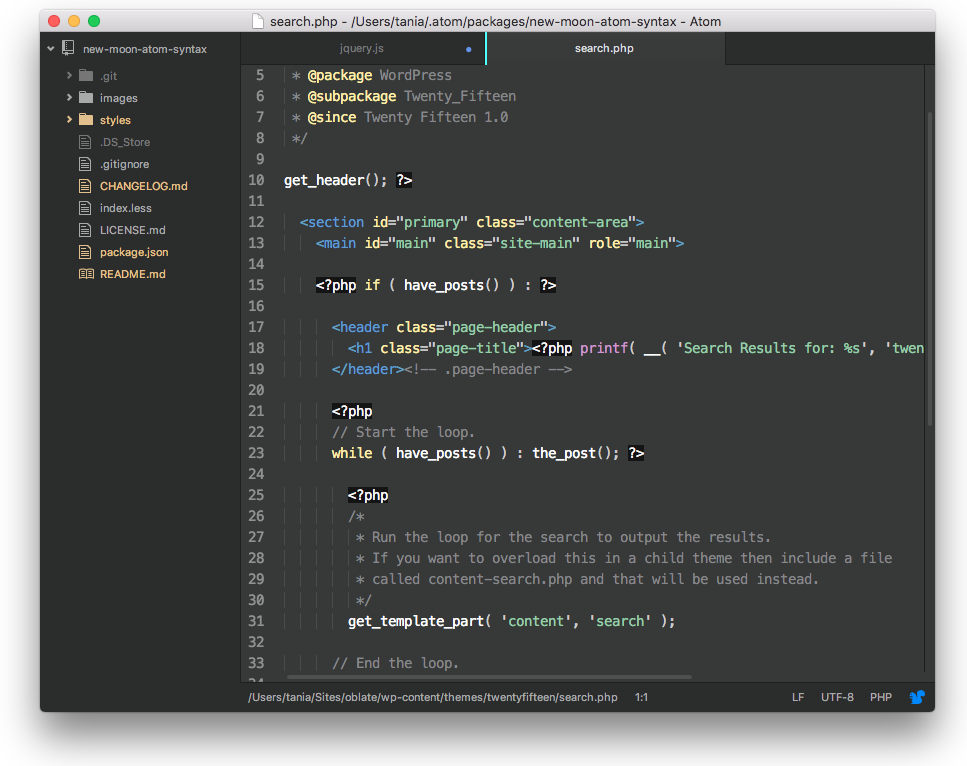 search.php - /Users/tania/.atom/packages/new-moon-atom-syntax - Atom
new-moon-atom-syntax
.git
images
styles
.DS_Store
.gitignore
CHANGELOG.md
index.less
LICENSE.md
package.json
README.md
jquery.js
search.php
5 * @package WordPress
6 * @subpackage Twenty_Fifteen
7 * @since Twenty Fifteen 1.0
8 */
9
10 get_header(); ?>
11
12 <section id="primary" class="content-area">
13 <main id="main" class="site-main" role="main">
14
15 <?php if ( have_posts() ) : ?>
16
17 <header class="page-header">
18 <h1 class="page-title"><?php printf( __( 'Search Results for: %s', 'twen
19 </header><!-- .page-header -->
20
21 <?php
22 // Start the loop.
23 while ( have_posts() ) : the_post(); ?>
24
25 <?php
26 /*
27 * Run the loop for the search to output the results.
28 * If you want to overload this in a child theme then include a file
29 * called content-search.php and that will be used instead.
30 */
31 get_template_part( 'content', 'search' );
32
33 // End the loop.
/Users/tania/Sites/oblate/wp-content/themes/twentyfifteen/search.php 1:1 LF UTF-8 PHP